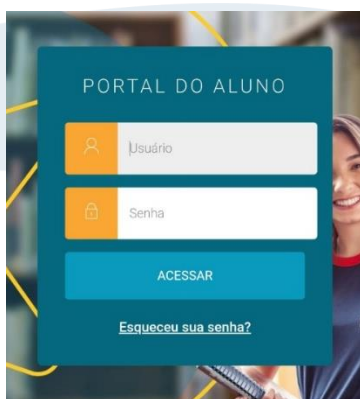 PORTAL DO ALUNO
Usuário
Senha
ACESSAR
Esqueceu sua senha?